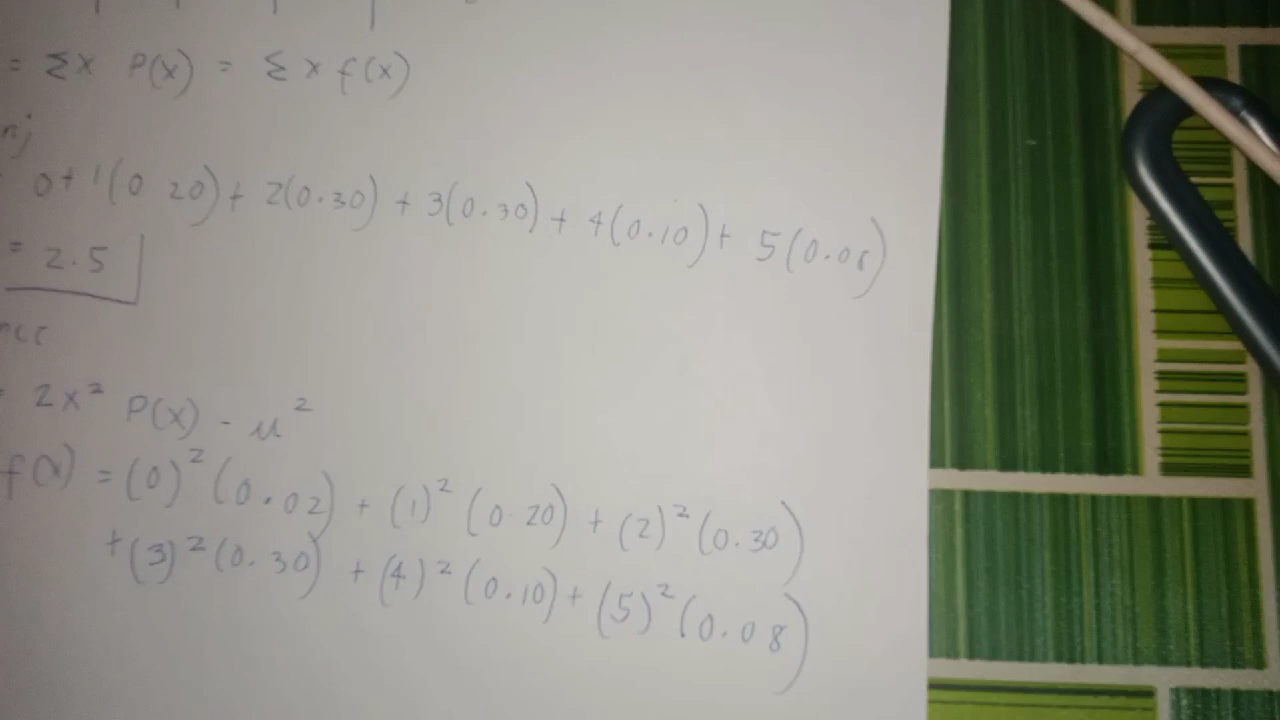 = Σx P(x) = Σ x f(x)
0+ 1(0 20)+ 2(0.30) + 3(0.30) + 4(0.10)+ 5(0.08)
= 2.5
2x² P(x) - u²
f(x) = (0)² (0.02) + (1)² (0.20) + (2)² (0.30)
+(3)² (0.30) + (4)² (0.10)+ (5)² (0.08)